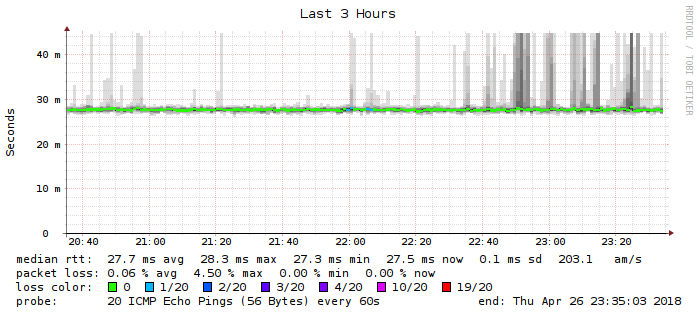 Last 3 Hours
RRDTOOL / TOBI OETIKER
Seconds
40 m
30 m
20 m
10 m
0
20:40 21:00 21:20 21:40 22:00 22:20 22:40 23:00 23:20
median rtt: 27.7 ms avg 28.3 ms max 27.3 ms min 27.5 ms now 0.1 ms sd 203.1 am/s
packet loss: 0.06 % avg 4.50 % max 0.00 % min 0.00 % now
loss color: 0 1/20 2/20 3/20 4/20 10/20 19/20
probe: 20 ICMP Echo Pings (56 Bytes) every 60s end: Thu Apr 26 23:35:03 2018